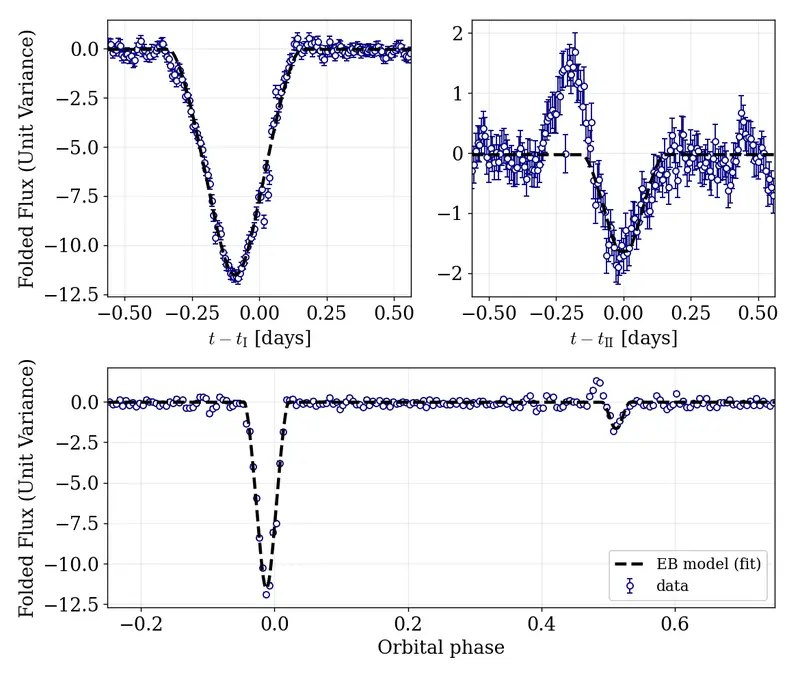 Folded Flux (Unit Variance)
0.0
−2.5
−5.0
−7.5
−10.0
−12.5
−0.50 −0.25 0.00 0.25 0.50
t − tI [days]
2
1
0
−1
−2
−0.50 −0.25 0.00 0.25 0.50
t − tII [days]
Folded Flux (Unit Variance)
0.0
−2.5
−5.0
−7.5
−10.0
−12.5
EB model (fit)
data
−0.2 0.0 0.2 0.4 0.6
Orbital phase